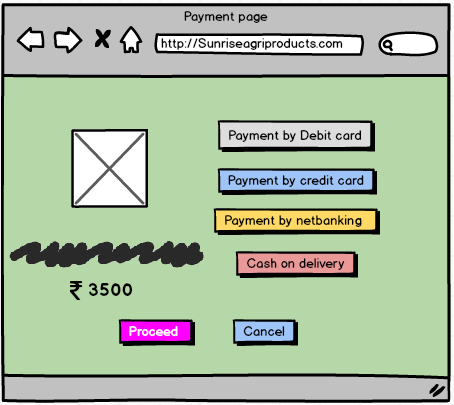 Payment page
http://Sunriseagriproducts.com
Payment by Debit card
Payment by credit card
Payment by netbanking
Cash on delivery
₹ 3500
Proceed
Cancel